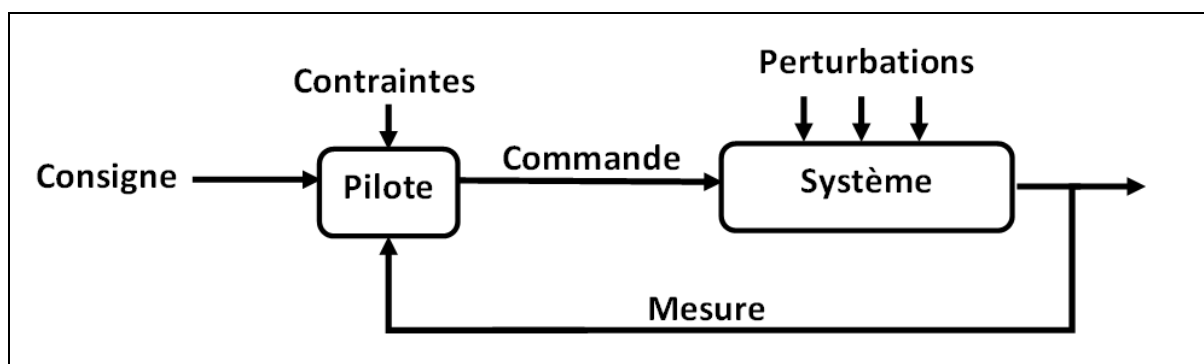 Perturbations
Contraintes
Commande
Consigne
Pilote
Système
Mesure